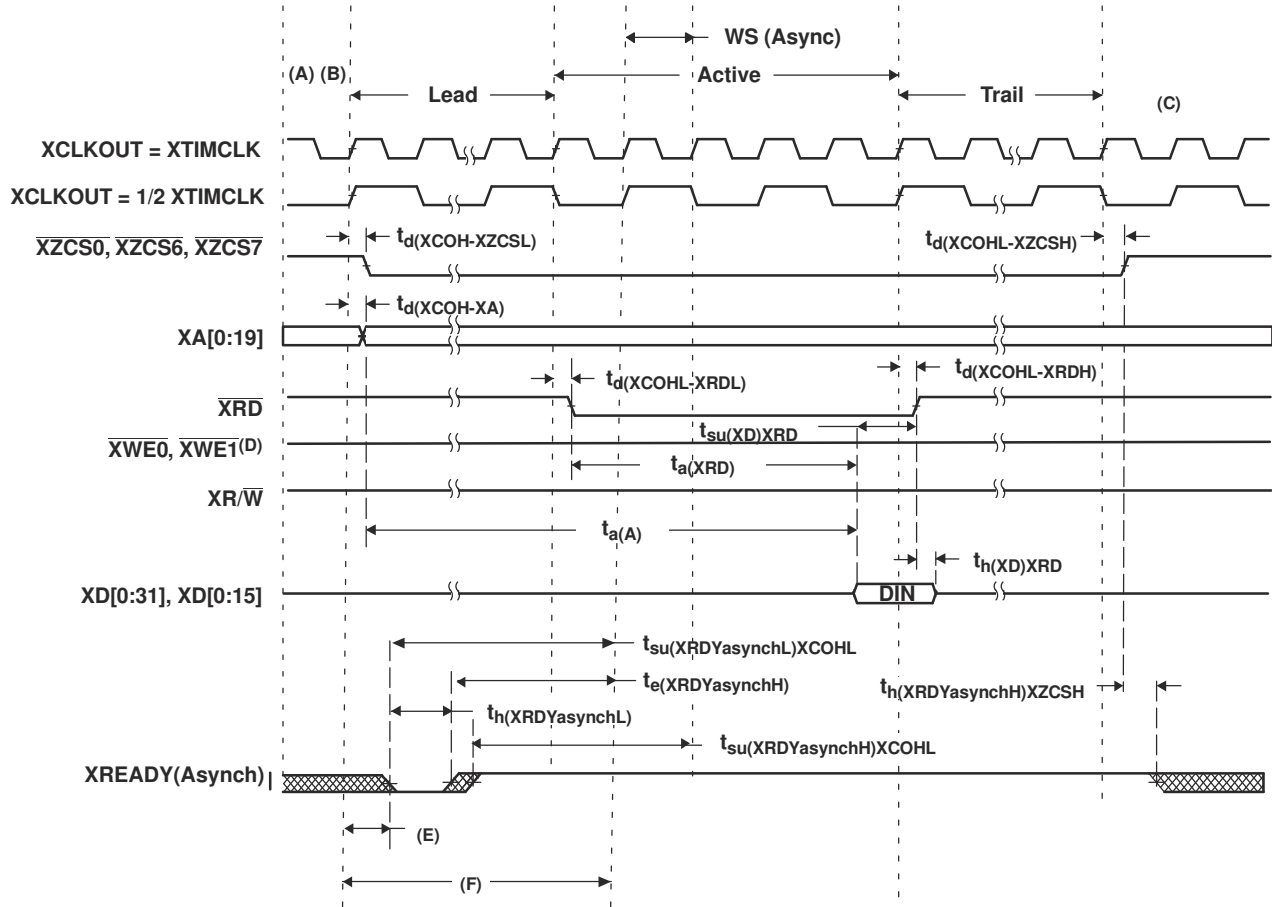 WS (Async)
(A) (B)
Active
Lead
Trail
(C)
XCLKOUT = XTIMCLK
XCLKOUT = 1/2 XTIMCLK
XZCS0, XZCS6, XZCS7
td(XCOH-XZCSL)
td(XCOHL-XZCSH)
td(XCOH-XA)
XA[0:19]
td(XCOHL-XRDL)
td(XCOHL-XRDH)
XRD
tsu(XD)XRD
XWE0, XWE1(D)
ta(XRD)
XR/W
ta(A)
th(XD)XRD
XD[0:31], XD[0:15]
DIN
tsu(XRDYasynchL)XCOHL
te(XRDYasynchH)
th(XRDYasynchH)XZCSH
th(XRDYasynchL)
tsu(XRDYasynchH)XCOHL
XREADY(Asynch)
(E)
(F)